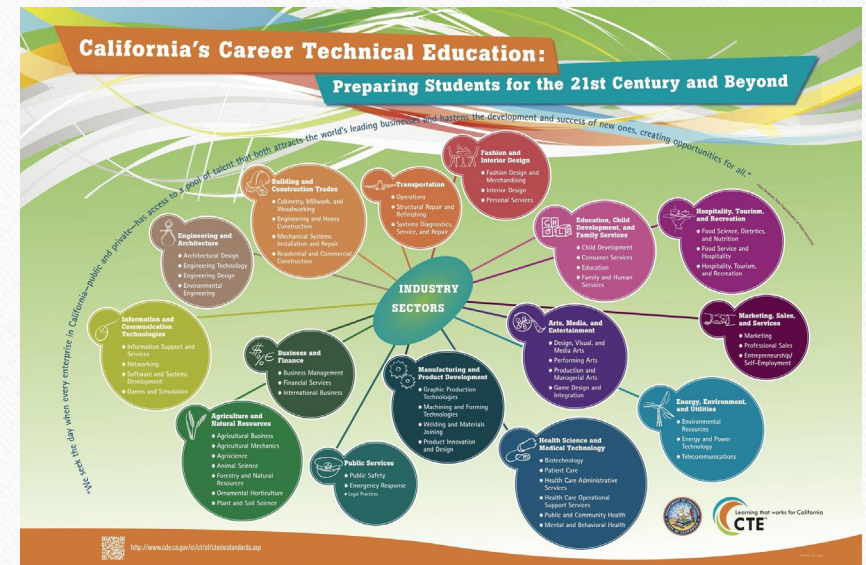 California's Career Technical Education:
Preparing Students for the 21st Century and Beyond
"We seek the day when every enterprise in California—public and private—has access to a pool of talent that both attracts the world's leading businesses and hastens the development and success of new ones, creating opportunities for all."
Fashion and
Interior Design
Fashion Design and
Merchandising
Interior Design
Personal Services
Building and
Construction Trades
Cabinetry, Millwork, and
Woodworking
Engineering and Heavy
Construction
Mechanical Systems
Installation and Repair
Residential and Commercial
Construction
Transportation
Operations
Structural Repair and
Refinishing
Systems Diagnostics,
Service, and Repair
Education, Child
Development, and
Family Services
Child Development
Consumer Services
Education
Family and Human
Services
Hospitality, Tourism,
and Recreation
Food Science, Dietetics,
and Nutrition
Food Service and
Hospitality
Hospitality, Tourism,
and Recreation
Engineering and
Architecture
Architectural Design
Engineering Technology
Engineering Design
Environmental
Engineering
INDUSTRY
SECTORS
Information and
Communication
Technologies
Information Support and
Services
Networking
Software and Systems
Development
Games and Simulation
Business and
Finance
Business Management
Financial Services
International Business
Manufacturing and
Product Development
Graphic Production
Technologies
Machining and Forming
Technologies
Welding and Materials
Joining
Product Innovation
and Design
Arts, Media, and
Entertainment
Design, Visual, and
Media Arts
Performing Arts
Production and
Managerial Arts
Game Design and
Integration
Marketing, Sales,
and Services
Marketing
Professional Sales
Entrepreneurship/
Self-Employment
Energy, Environment,
and Utilities
Environmental
Resources
Energy and Power
Technology
Telecommunications
Agriculture and
Natural Resources
Agricultural Business
Agricultural Mechanics
Agriscience
Animal Science
Forestry and Natural
Resources
Ornamental Horticulture
Plant and Soil Science
Public Services
Public Safety
Emergency Response
Legal Practices
Health Science and
Medical Technology
Biotechnology
Patient Care
Health Care Administrative
Services
Health Care Operational
Support Services
Public and Community Health
Mental and Behavioral Health
Learning that works for California
CTE
http://www.cde.ca.gov/ci/ct/sf/ctemcstandards.asp